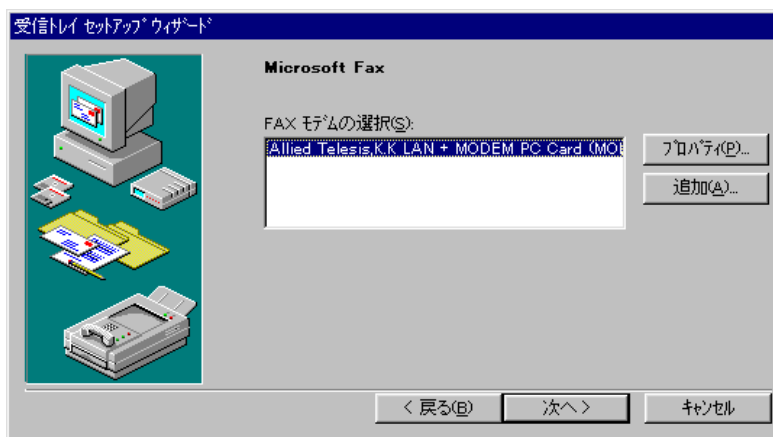 受信ﾄﾚｲ ｾｯﾄｱｯﾌﾟ ｳｨｻﾞｰﾄﾞ
Microsoft Fax
FAX ﾓﾃﾞﾑの選択(S):
Allied Telesis,K.K LAN + MODEM PC Card (MO
ﾌﾟﾛﾊﾟﾃｨ(P)...
追加(A)...
< 戻る(B)
次へ >
ｷｬﾝｾﾙ